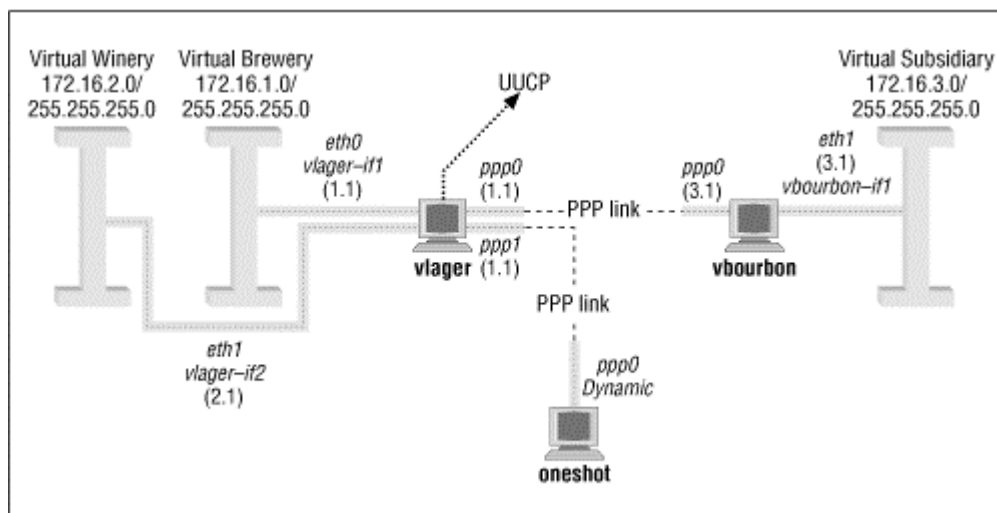 Virtual Winery
172.16.2.0/
255.255.255.0
Virtual Brewery
172.16.1.0/
255.255.255.0
UUCP
Virtual Subsidiary
172.16.3.0/
255.255.255.0
eth0
vlager–if1
(1.1)
ppp0
(1.1)
PPP link
ppp0
(3.1)
eth1
(3.1)
vbourbon–if1
vlager
ppp1
(1.1)
vbourbon
PPP link
eth1
vlager–if2
(2.1)
ppp0
Dynamic
oneshot